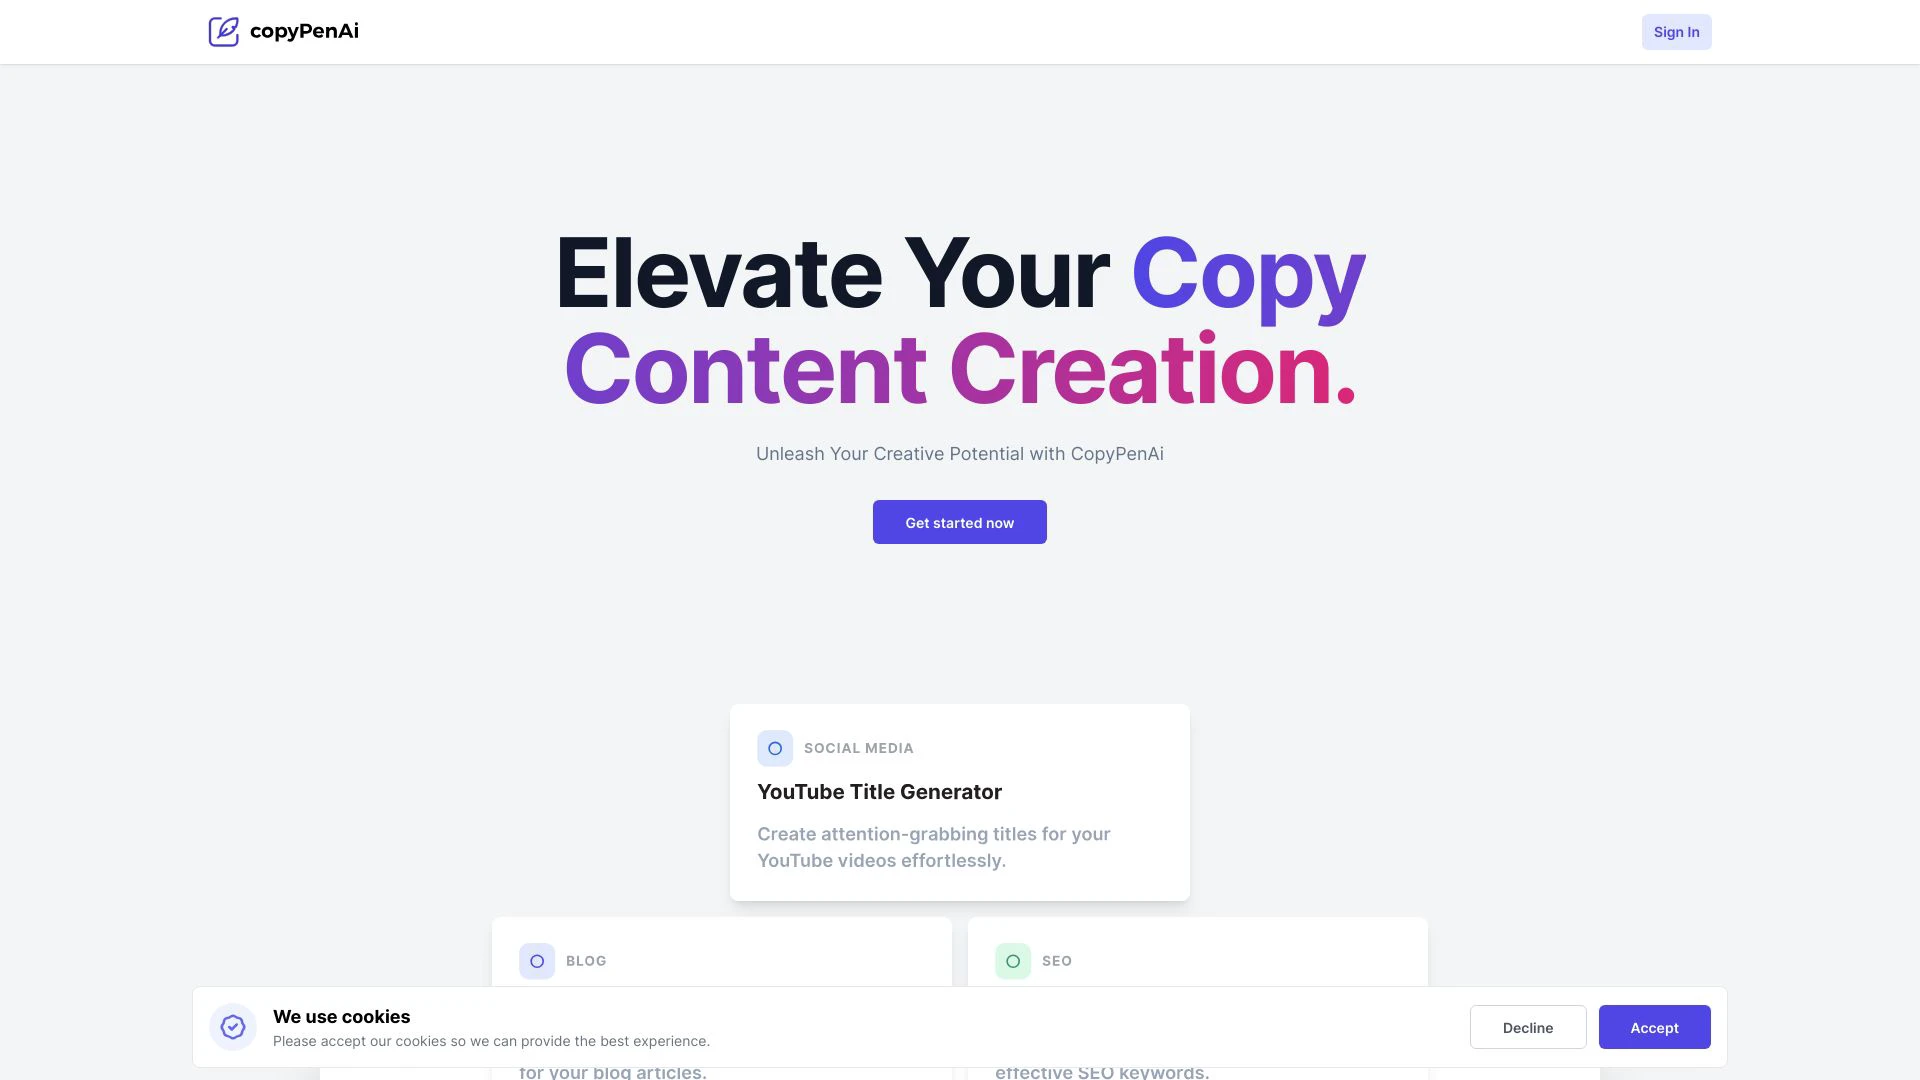 copyPenAi
Sign In
Elevate Your Copy
Content Creation.
Unleash Your Creative Potential with CopyPenAi
Get started now
SOCIAL MEDIA
YouTube Title Generator
Create attention-grabbing titles for your
YouTube videos effortlessly.
BLOG
SEO
We use cookies
Please accept our cookies so we can provide the best experience.
Decline
Accept
for your blog articles.
effective SEO keywords.